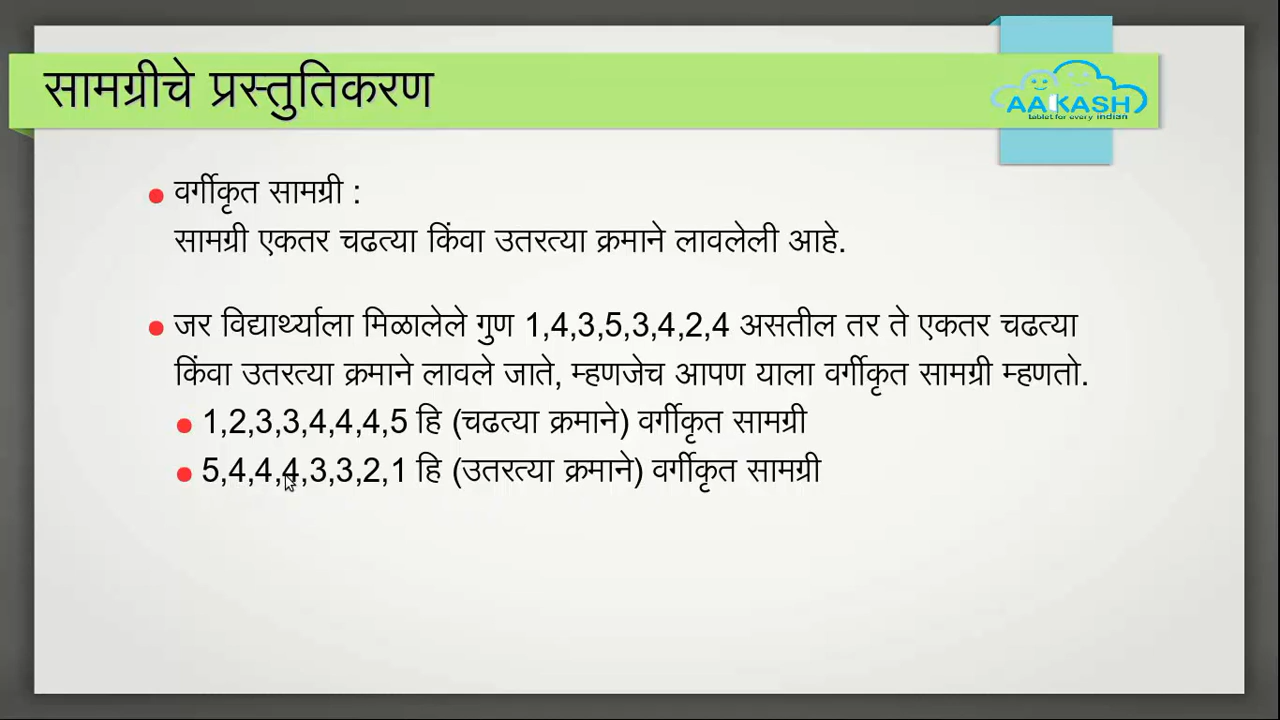 सामग्रीचे प्रस्तुतिकरण
AAKASH
tablet for every indian
वर्गीकृत सामग्री :
सामग्री एकतर चढत्या किंवा उतरत्या क्रमाने लावलेली आहे.
जर विद्यार्थ्याला मिळालेले गुण 1,4,3,5,3,4,2,4 असतील तर ते एकतर चढत्या
किंवा उतरत्या क्रमाने लावले जाते, म्हणजेच आपण याला वर्गीकृत सामग्री म्हणतो.
1,2,3,3,4,4,4,5 हि (चढत्या क्रमाने) वर्गीकृत सामग्री
5,4,4,4,3,3,2,1 हि (उतरत्या क्रमाने) वर्गीकृत सामग्री